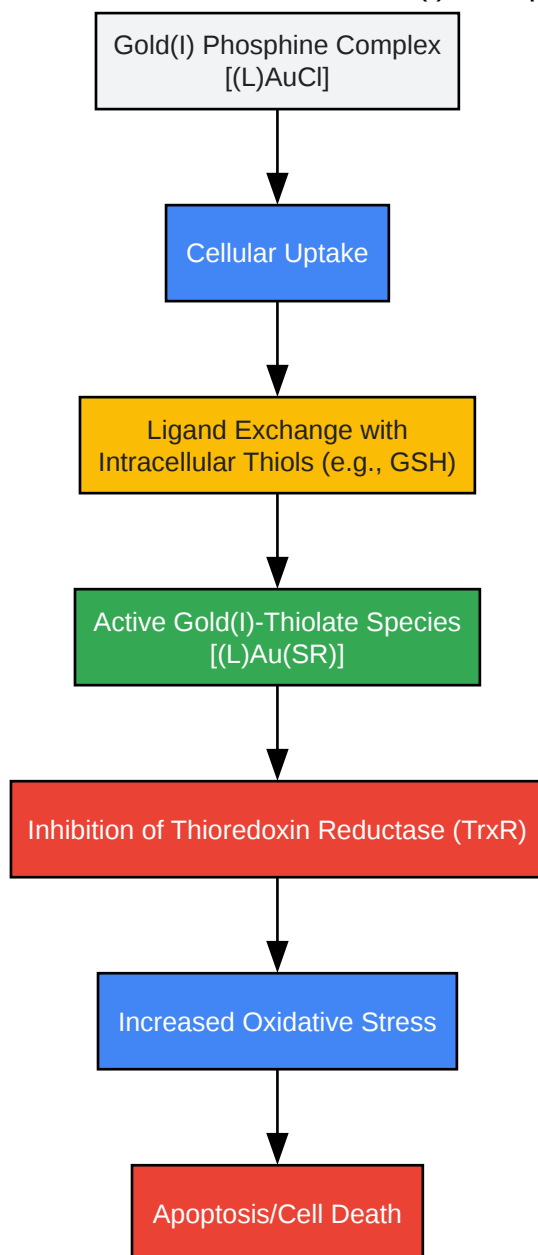 Gold(I) Phosphine Complex
[(L)AuCl]
Cellular Uptake
Ligand Exchange with
Intracellular Thiols (e.g., GSH)
Active Gold(I)-Thiolate Species
[(L)Au(SR)]
Inhibition of Thioredoxin Reductase (TrxR)
Increased Oxidative Stress
Apoptosis/Cell Death